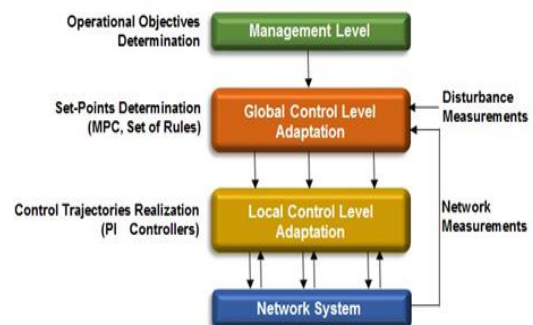 Operational Objectives
Determination
Management Level
Set-Points Determination
(MPC, Set of Rules)
Global Control Level
Adaptation
Disturbance
Measurements
Control Trajectories Realization
(PI Controllers)
Local Control Level
Adaptation
Network
Measurements
Network System